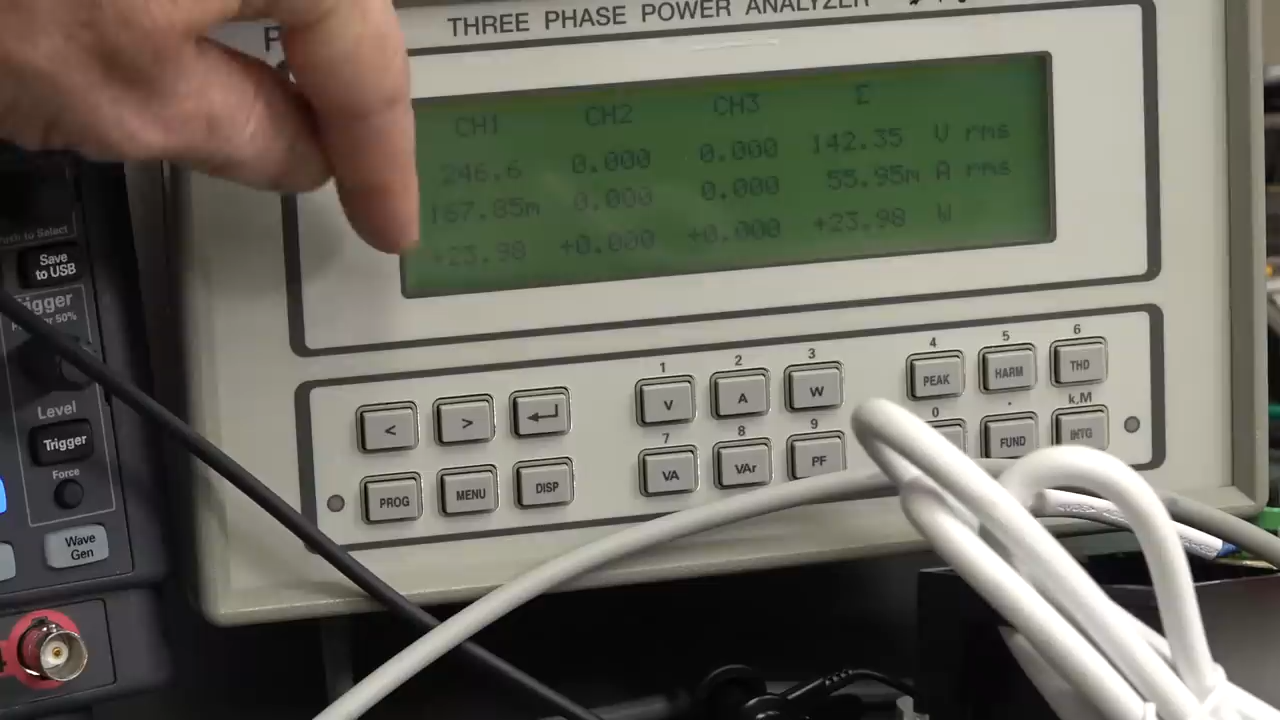 THREE PHASE POWER ANALYZER
CH1 CH2 CH3 Σ
246.6 0.000 0.000 142.35 V rms
167.85m 0.000 0.000 55.95m A rms
+23.98 +0.000 +0.000 +23.98 W
1 2 3 4 5 6
V A W PEAK HARM THD
7 8 9 0 . k,M
VA VAr PF FUND INTG
< >
PROG MENU DISP
Push to Select
Save
to USB
Trigger
Level
Trigger
Force
Wave
Gen